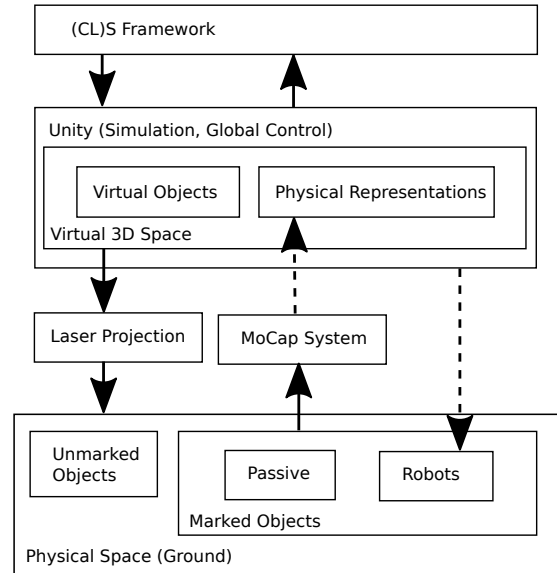 (CL)S Framework
Unity (Simulation, Global Control)
Virtual Objects
Physical Representations
Virtual 3D Space
Laser Projection
MoCap System
Unmarked
Objects
Passive
Robots
Marked Objects
Physical Space (Ground)